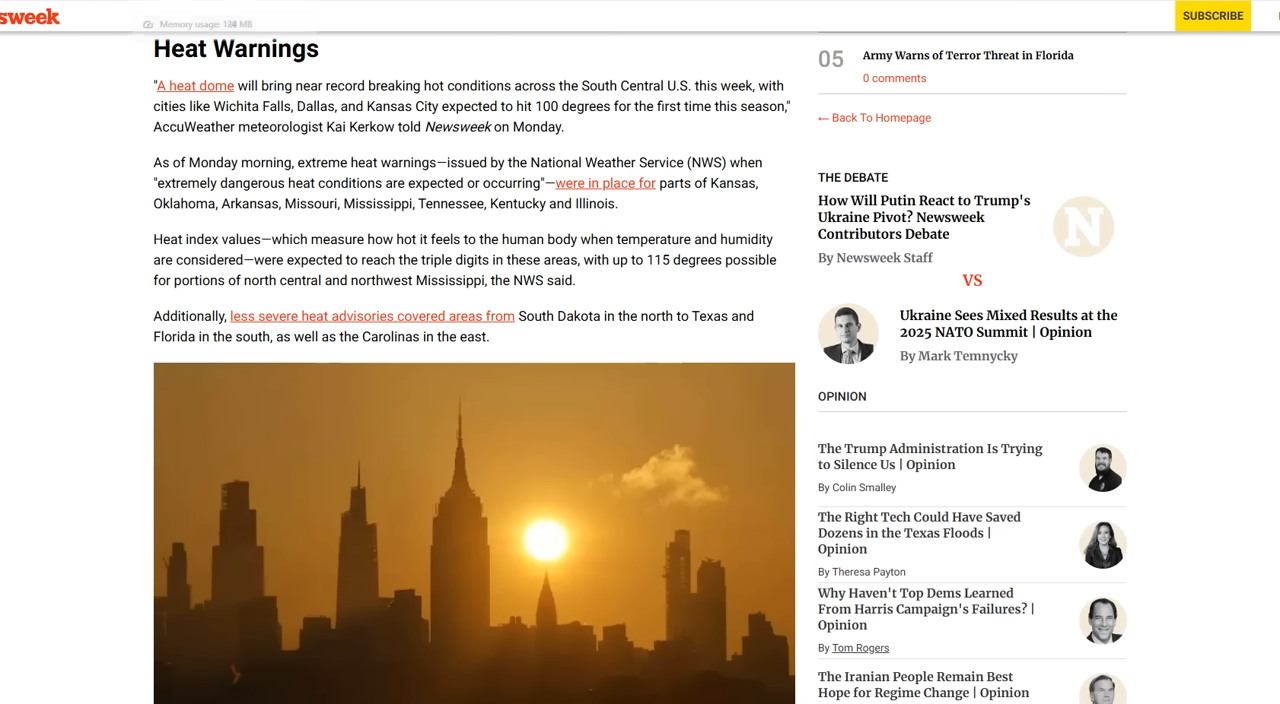 sweek
Memory usage: MB
SUBSCRIBE
Heat Warnings
"A heat dome will bring near record breaking hot conditions across the South Central U.S. this week, with
cities like Wichita Falls, Dallas, and Kansas City expected to hit 100 degrees for the first time this season,"
AccuWeather meteorologist Kai Kerkow told Newsweek on Monday.
As of Monday morning, extreme heat warnings—issued by the National Weather Service (NWS) when
"extremely dangerous heat conditions are expected or occurring"—were in place for parts of Kansas,
Oklahoma, Arkansas, Missouri, Mississippi, Tennessee, Kentucky and Illinois.
Heat index values—which measure how hot it feels to the human body when temperature and humidity
are considered—were expected to reach the triple digits in these areas, with up to 115 degrees possible
for portions of north central and northwest Mississippi, the NWS said.
Additionally, less severe heat advisories covered areas from South Dakota in the north to Texas and
Florida in the south, as well as the Carolinas in the east.
05
Army Warns of Terror Threat in Florida
0 comments
← Back To Homepage
THE DEBATE
How Will Putin React to Trump's
Ukraine Pivot? Newsweek
Contributors Debate
By Newsweek Staff
N
VS
Ukraine Sees Mixed Results at the
2025 NATO Summit | Opinion
By Mark Temnycky
OPINION
The Trump Administration Is Trying
to Silence Us | Opinion
By Colin Smalley
The Right Tech Could Have Saved
Dozens in the Texas Floods |
Opinion
By Theresa Payton
Why Haven't Top Dems Learned
From Harris Campaign's Failures? |
Opinion
By Tom Rogers
The Iranian People Remain Best
Hope for Regime Change | Opinion